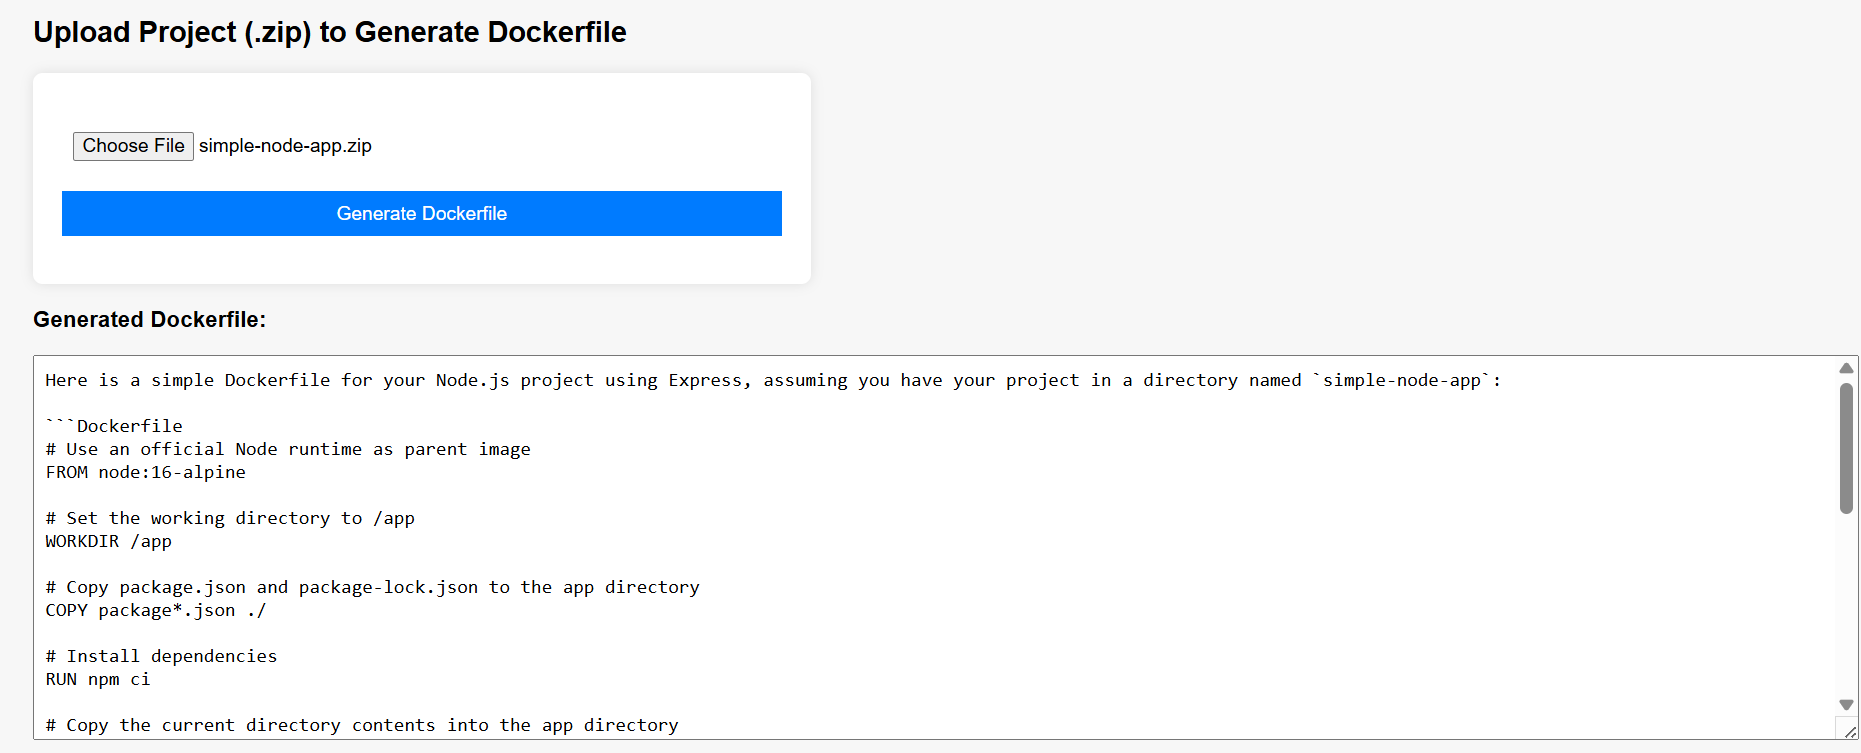 Upload Project (.zip) to Generate Dockerfile
Choose File simple-node-app.zip
Generate Dockerfile
Generated Dockerfile:
Here is a simple Dockerfile for your Node.js project using Express, assuming you have your project in a directory named `simple-node-app`:
```Dockerfile
# Use an official Node runtime as parent image
FROM node:16-alpine
# Set the working directory to /app
WORKDIR /app
# Copy package.json and package-lock.json to the app directory
COPY package*.json ./
# Install dependencies
RUN npm ci
# Copy the current directory contents into the app directory